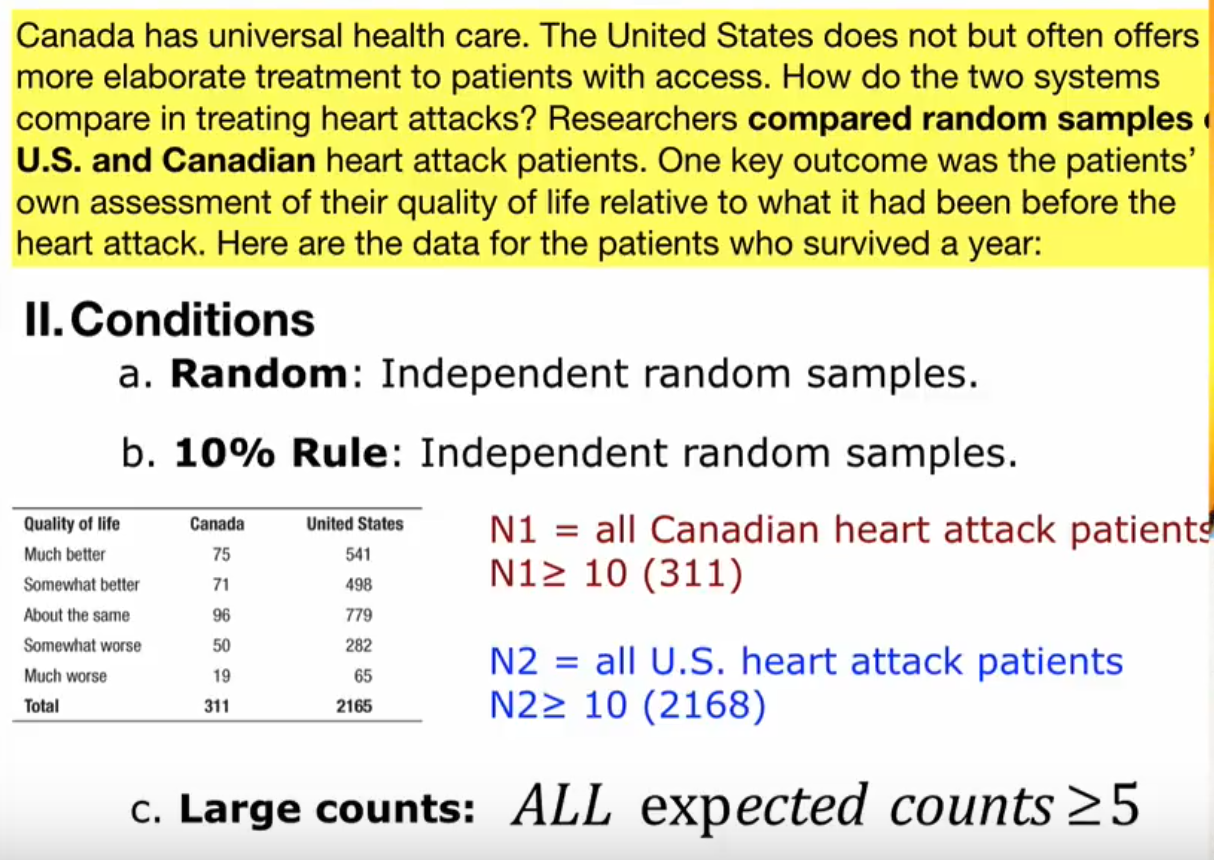 Canada has universal health care. The United States does not but often offers
more elaborate treatment to patients with access. How do the two systems
compare in treating heart attacks? Researchers compared random samples
U.S. and Canadian heart attack patients. One key outcome was the patients'
own assessment of their quality of life relative to what it had been before the
heart attack. Here are the data for the patients who survived a year:
II. Conditions
a. Random: Independent random samples.
b. 10% Rule: Independent random samples.
Quality of life Canada United States
Much better 75 541
Somewhat better 71 498
About the same 96 779
Somewhat worse 50 282
Much worse 19 65
Total 311 2165
N1 = all Canadian heart attack patients
N1≥ 10 (311)
N2 = all U.S. heart attack patients
N2≥ 10 (2168)
c. Large counts: ALL expected counts ≥5